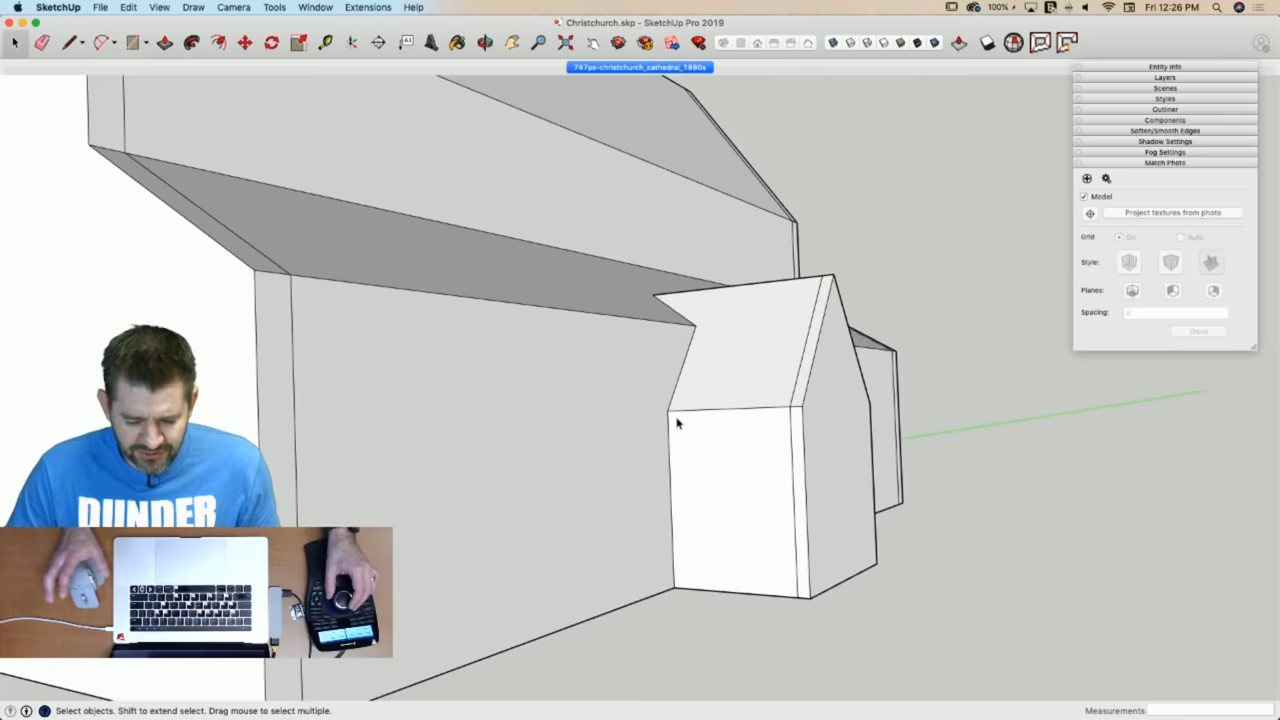 SketchUp File Edit View Draw Camera Tools Window Extensions Help
100% Fri 12:26 PM
Christchurch.skp - SketchUp Pro 2019
747px-christchurch_cathedral_1880s
Entity Info
Layers
Scenes
Styles
Outliner
Components
Soften/Smooth Edges
Shadow Settings
Fog Settings
Match Photo
Model
Project textures from photo
Grid On Auto
Style:
Planes:
Spacing:
Done
DUNDER
Select objects. Shift to extend select. Drag mouse to select multiple.
Measurements